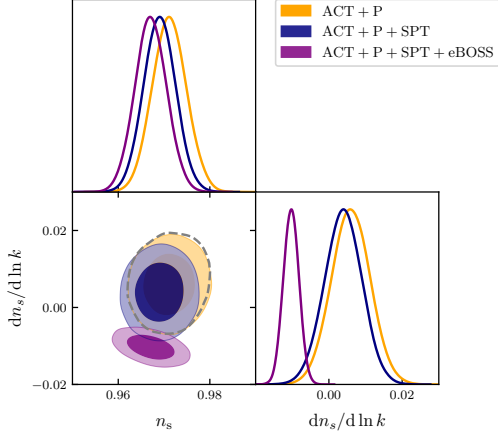 ACT + P
ACT + P + SPT
ACT + P + SPT + eBOSS
dn_s/d ln k
0.02
0.00
−0.02
0.96
0.98
0.00
0.02
n_s
dn_s/d ln k